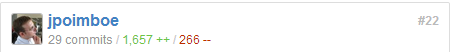 jpoimboe #22
29 commits / 1,657 ++ / 266 --